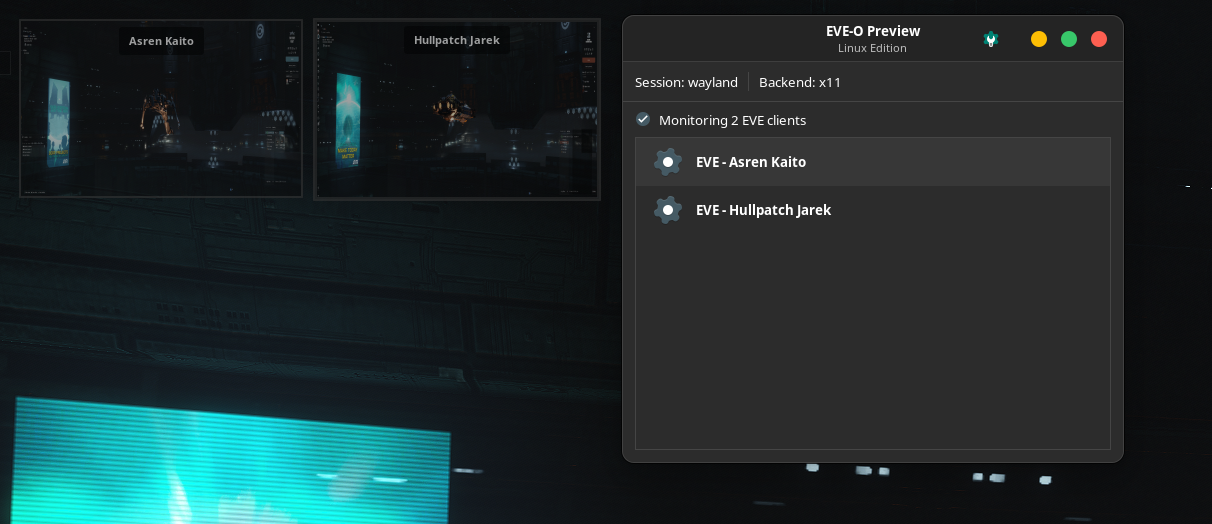 Asren Kaito
Hullpatch Jarek
EVE-O Preview
Linux Edition
Session: wayland
Backend: x11
Monitoring 2 EVE clients
EVE - Asren Kaito
EVE - Hullpatch Jarek